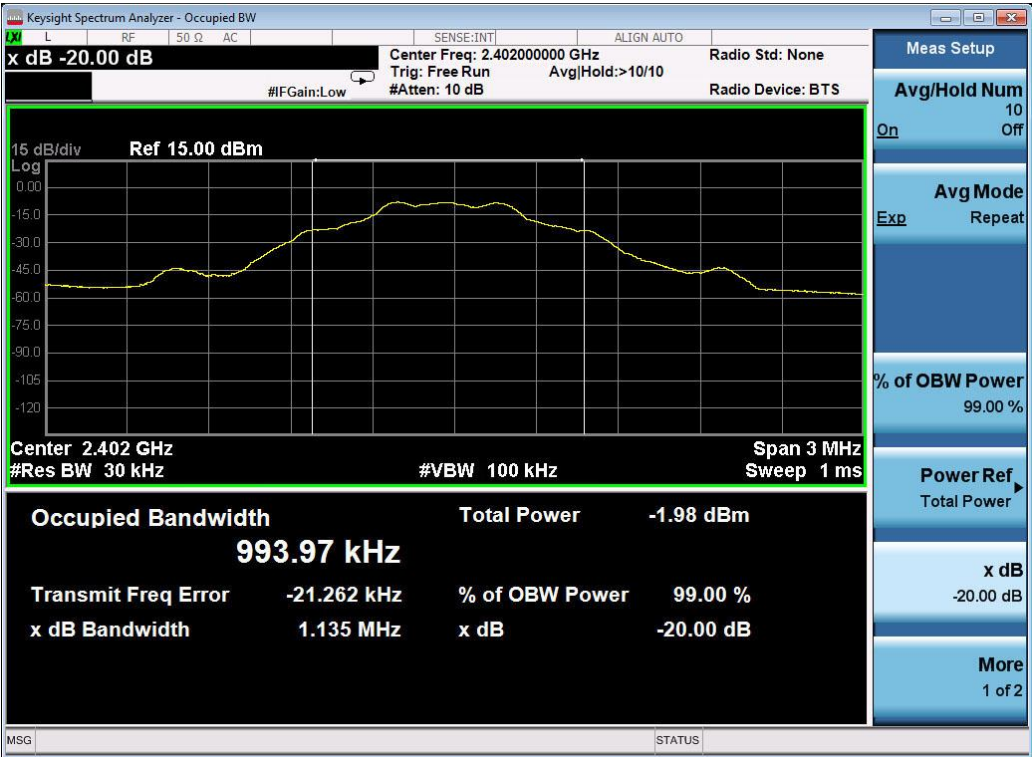 Keysight Spectrum Analyzer - Occupied BW
LXI L RF 50 Ω AC SENSE:INT ALIGN AUTO
x dB -20.00 dB
Center Freq: 2.402000000 GHz Radio Std: None
Trig: Free Run Avg|Hold:>10/10
#IFGain:Low #Atten: 10 dB Radio Device: BTS
15 dB/div Ref 15.00 dBm
Log
0.00
-15.0
-30.0
-45.0
-60.0
-75.0
-90.0
-105
-120
Center 2.402 GHz Span 3 MHz
#Res BW 30 kHz #VBW 100 kHz Sweep 1 ms
Occupied Bandwidth Total Power -1.98 dBm
993.97 kHz
Transmit Freq Error -21.262 kHz % of OBW Power 99.00 %
x dB Bandwidth 1.135 MHz x dB -20.00 dB
Meas Setup
Avg/Hold Num
10
On Off
Avg Mode
Exp Repeat
% of OBW Power
99.00 %
Power Ref
Total Power
x dB
-20.00 dB
More
1 of 2
MSG STATUS